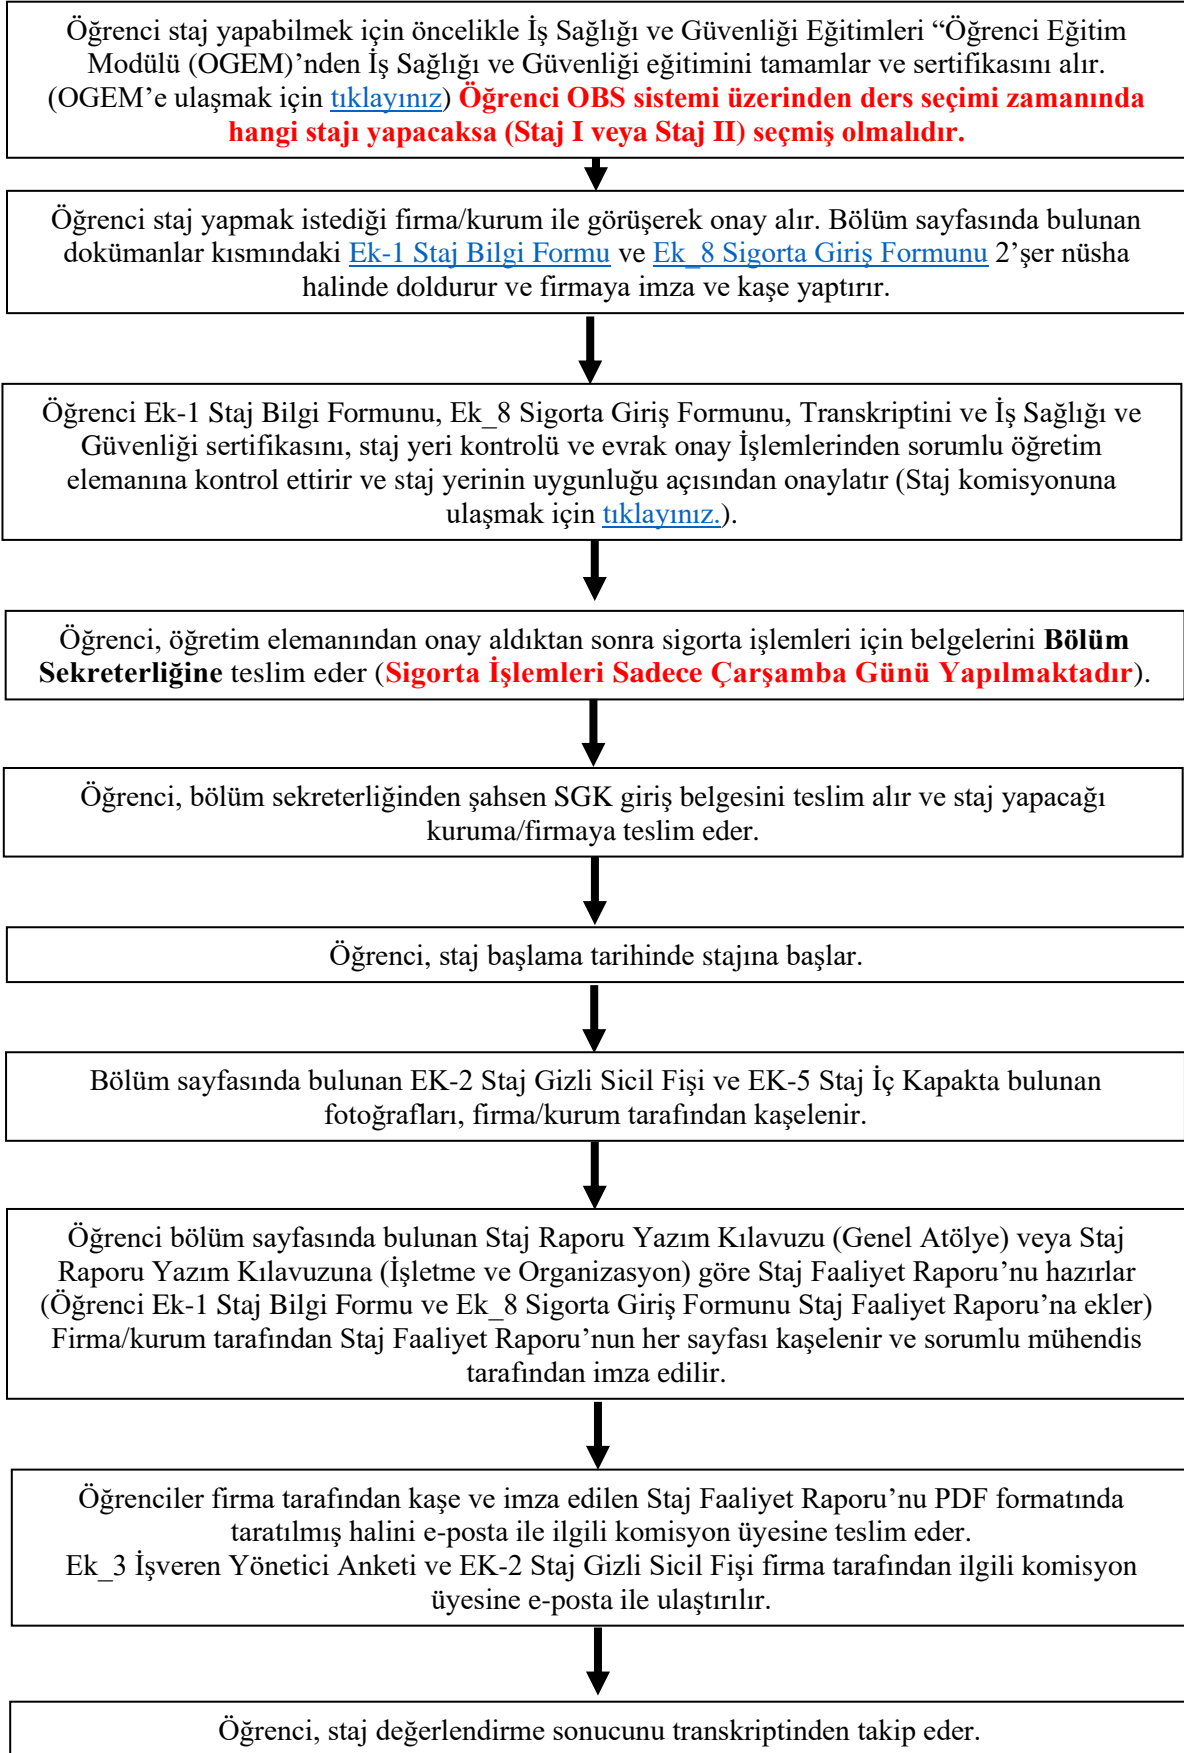 Öğrenci staj yapabilmek için öncelikle İş Sağlığı ve Güvenliği Eğitimleri “Öğrenci Eğitim
Modülü (OGEM)’nden İş Sağlığı ve Güvenliği eğitimini tamamlar ve sertifikasını alır.
(OGEM’e ulaşmak için tıklayınız) Öğrenci OBS sistemi üzerinden ders seçimi zamanında
hangi stajı yapacaksa (Staj I veya Staj II) seçmiş olmalıdır.
Öğrenci staj yapmak istediği firma/kurum ile görüşerek onay alır. Bölüm sayfasında bulunan
dokümanlar kısmındaki Ek-1 Staj Bilgi Formu ve Ek_8 Sigorta Giriş Formunu 2’şer nüsha
halinde doldurur ve firmaya imza ve kaşe yaptırır.
Öğrenci Ek-1 Staj Bilgi Formunu, Ek_8 Sigorta Giriş Formunu, Transkriptini ve İş Sağlığı ve
Güvenliği sertifikasını, staj yeri kontrolü ve evrak onay İşlemlerinden sorumlu öğretim
elemanına kontrol ettirir ve staj yerinin uygunluğu açısından onaylatır (Staj komisyonuna
ulaşmak için tıklayınız.).
Öğrenci, öğretim elemanından onay aldıktan sonra sigorta işlemleri için belgelerini Bölüm
Sekreterliğine teslim eder (Sigorta İşlemleri Sadece Çarşamba Günü Yapılmaktadır).
Öğrenci, bölüm sekreterliğinden şahsen SGK giriş belgesini teslim alır ve staj yapacağı
kuruma/firmaya teslim eder.
Öğrenci, staj başlama tarihinde stajına başlar.
Bölüm sayfasında bulunan EK-2 Staj Gizli Sicil Fişi ve EK-5 Staj İç Kapakta bulunan
fotoğrafları, firma/kurum tarafından kaşelenir.
Öğrenci bölüm sayfasında bulunan Staj Raporu Yazım Kılavuzu (Genel Atölye) veya Staj
Raporu Yazım Kılavuzuna (İşletme ve Organizasyon) göre Staj Faaliyet Raporu’nu hazırlar
(Öğrenci Ek-1 Staj Bilgi Formu ve Ek_8 Sigorta Giriş Formunu Staj Faaliyet Raporu’na ekler)
Firma/kurum tarafından Staj Faaliyet Raporu’nun her sayfası kaşelenir ve sorumlu mühendis
tarafından imza edilir.
Öğrenciler firma tarafından kaşe ve imza edilen Staj Faaliyet Raporu’nu PDF formatında
taratılmış halini e-posta ile ilgili komisyon üyesine teslim eder.
Ek_3 İşveren Yönetici Anketi ve EK-2 Staj Gizli Sicil Fişi firma tarafından ilgili komisyon
üyesine e-posta ile ulaştırılır.
Öğrenci, staj değerlendirme sonucunu transkriptinden takip eder.